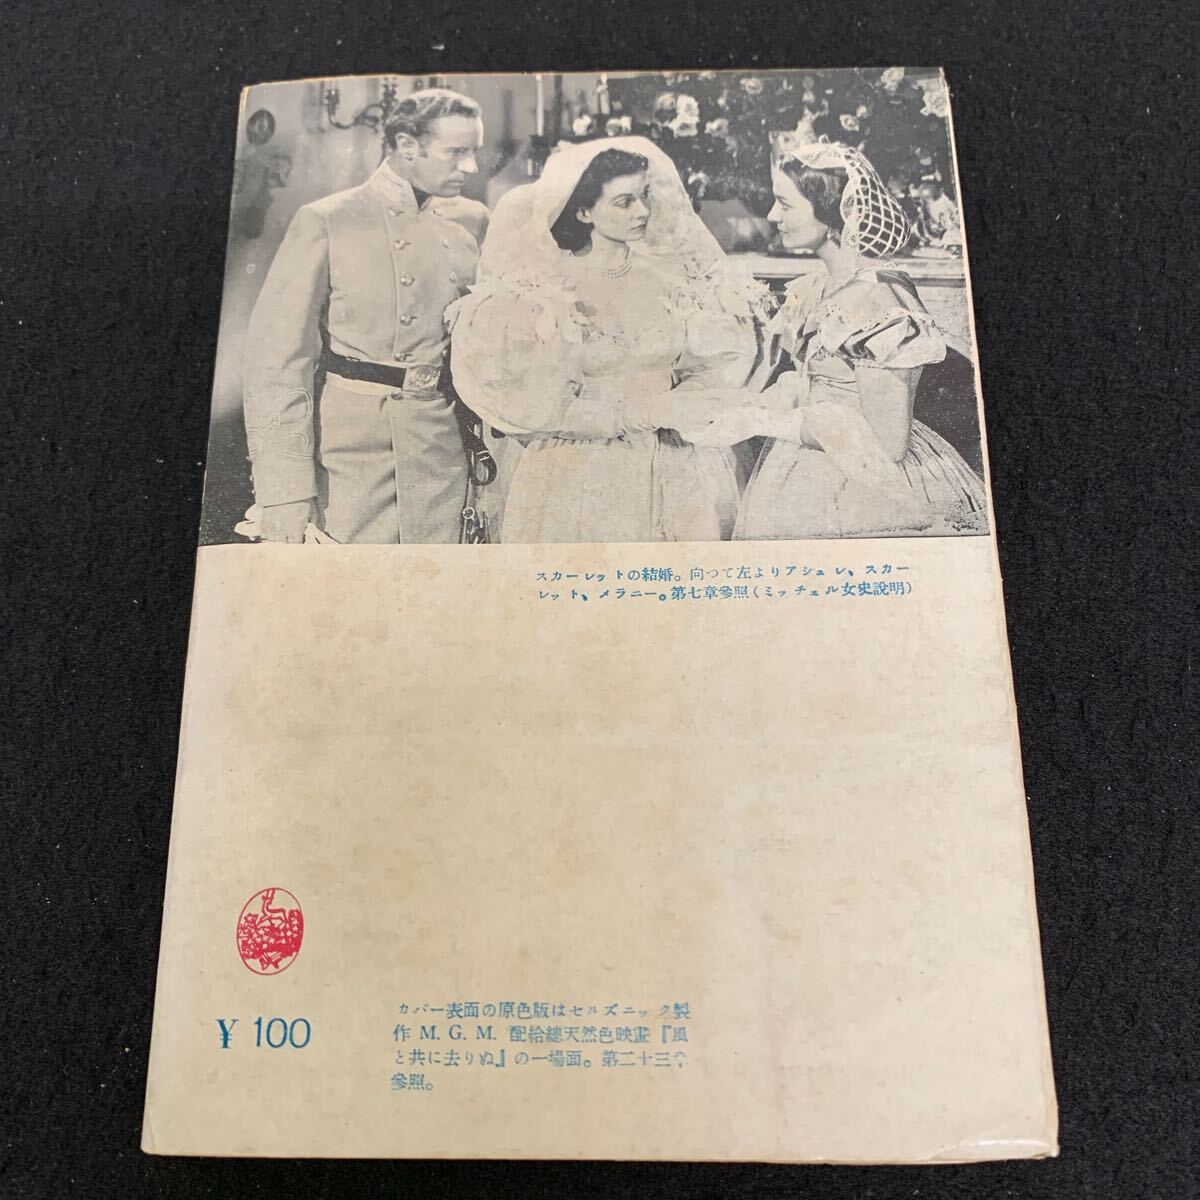 スカーレットの結婚。向つて左よりアシュレ、スカー
レット、メラニー。第七章參照(ミッチェル女史說明)
カバー表面の原色版はセルズニック製
作 M. G. M. 配給總天然色映畫『風
と共に去りぬ』の一場面。第二十三章
參照。
¥ 100